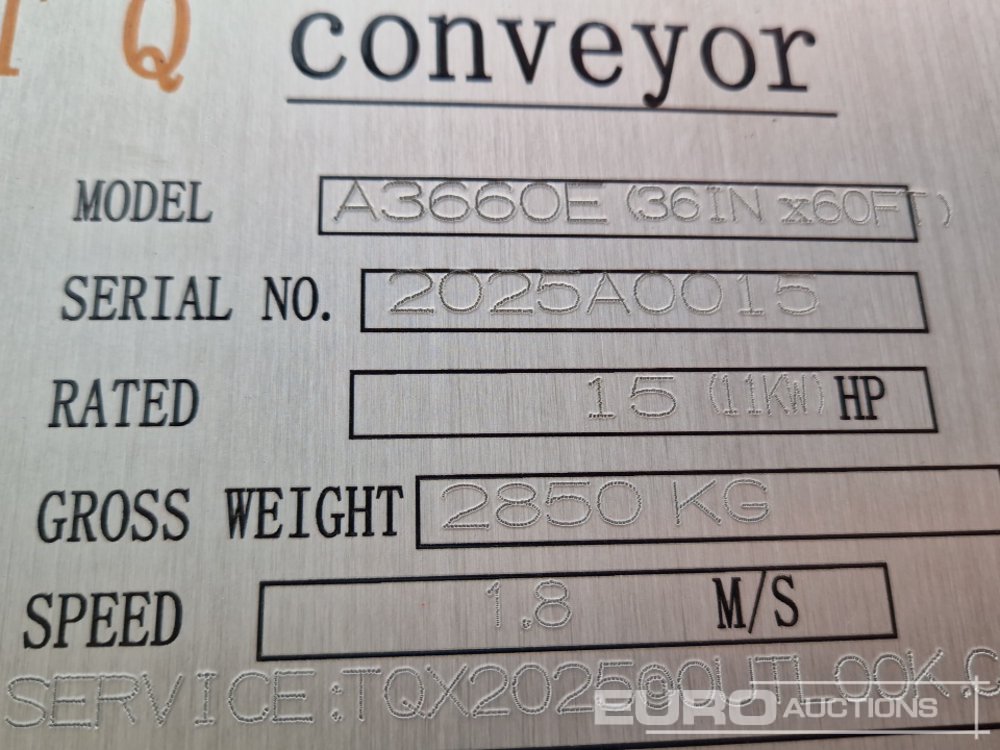 T Q conveyor
MODEL A3660E (36IN x60FT)
SERIAL NO. 2025A0015
RATED 15 (11KW) HP
GROSS WEIGHT 2850 KG
SPEED 1.8 M/S
SERVICE:TQX2025@OUTLOOK.C
EURO AUCTIONS